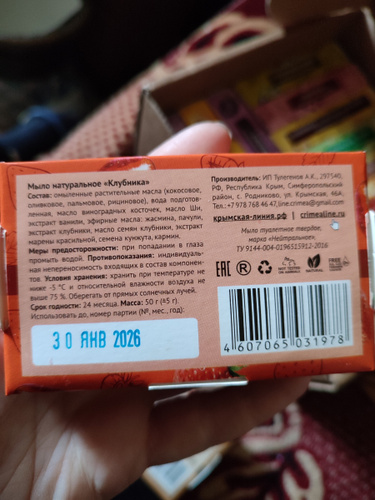 Мыло натуральное «Клубника»
Состав: омыленные растительные масла (кокосовое,
оливковое, пальмовое, рициновое), вода подготов-
ленная, масло виноградных косточек, масло Ши,
экстракт ванили, эфирные масла: жасмина, пачули,
экстракт клубники, масло семян клубники, экстракт
марены красильной, семена кунжута, кармин.
Меры предосторожности: при попадании в глаза
промыть водой. Противопоказания: индивидуаль-
ная непереносимость входящих в состав компонен-
тов. Условия хранения: хранить при температуре не
ниже -5 °С и относительной влажности воздуха не
выше 75 %. Оберегать от прямых солнечных лучей.
Срок годности: 24 месяца. Масса: 50 г (±5 г).
Использовать до, номер партии (№, мес., год):
30 ЯНВ 2026
Производитель: ИП Тулегенов А.К., 297540,
РФ, Республика Крым, Симферопольский
район, с. Родниково, ул. Крымская, 46А,
Тел.: +7 978 768 46 47, line.crimea@gmail.com
крымская-линия.рф | crimealine.ru
Мыло туалетное твердое,
марка «Нейтральное»
ТУ 9144-004-0196515912-2016
EAC ®
NATURAL
4 607065 031978